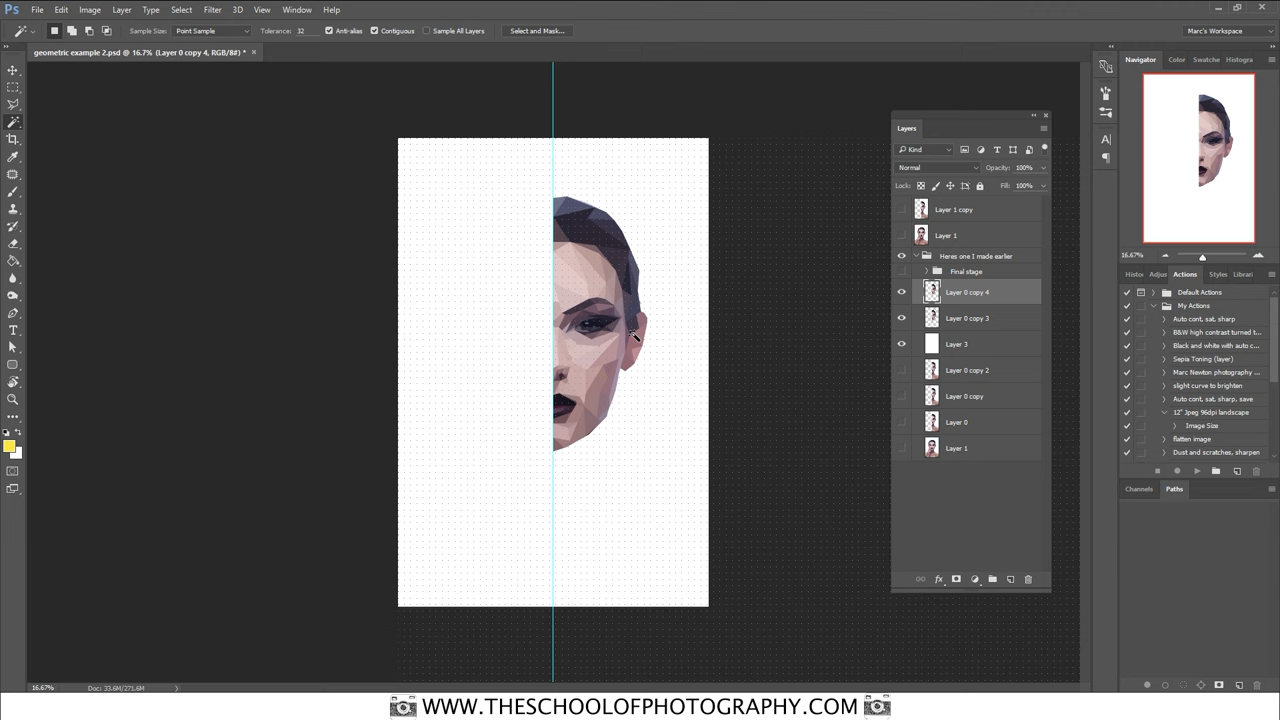 Ps File Edit Image Layer Type Select Filter 3D View Window Help
Sample Size: Point Sample Tolerance: 32 Anti-alias Contiguous Sample All Layers Select and Mask... Marc's Workspace
geometric example 2.psd @ 16.7% (Layer 0 copy 4, RGB/8#) * ×
Navigator Color Swatche Histogra
16.67%
Layers
Kind
Normal Opacity: 100%
Lock: Fill: 100%
Layer 1 copy
Layer 1
Heres one I made earlier
Final stage
Layer 0 copy 4
Layer 0 copy 3
Layer 3
Layer 0 copy 2
Layer 0 copy
Layer 0
Layer 1
Histo Adjus Actions Styles Librari
Default Actions
My Actions
Auto cont, sat, sharp
B&W high contrast turned t...
Black and white with auto c...
Sepia Toning (layer)
Marc Newton photography ...
slight curve to brighten
Auto cont, sat, sharp, save
12" Jpeg 96dpi landscape
Image Size
flatten image
Dust and scratches, sharpen
Channels Paths
16.67% Doc: 33.6M/271.6M
WWW.THESCHOOLOFPHOTOGRAPHY.COM